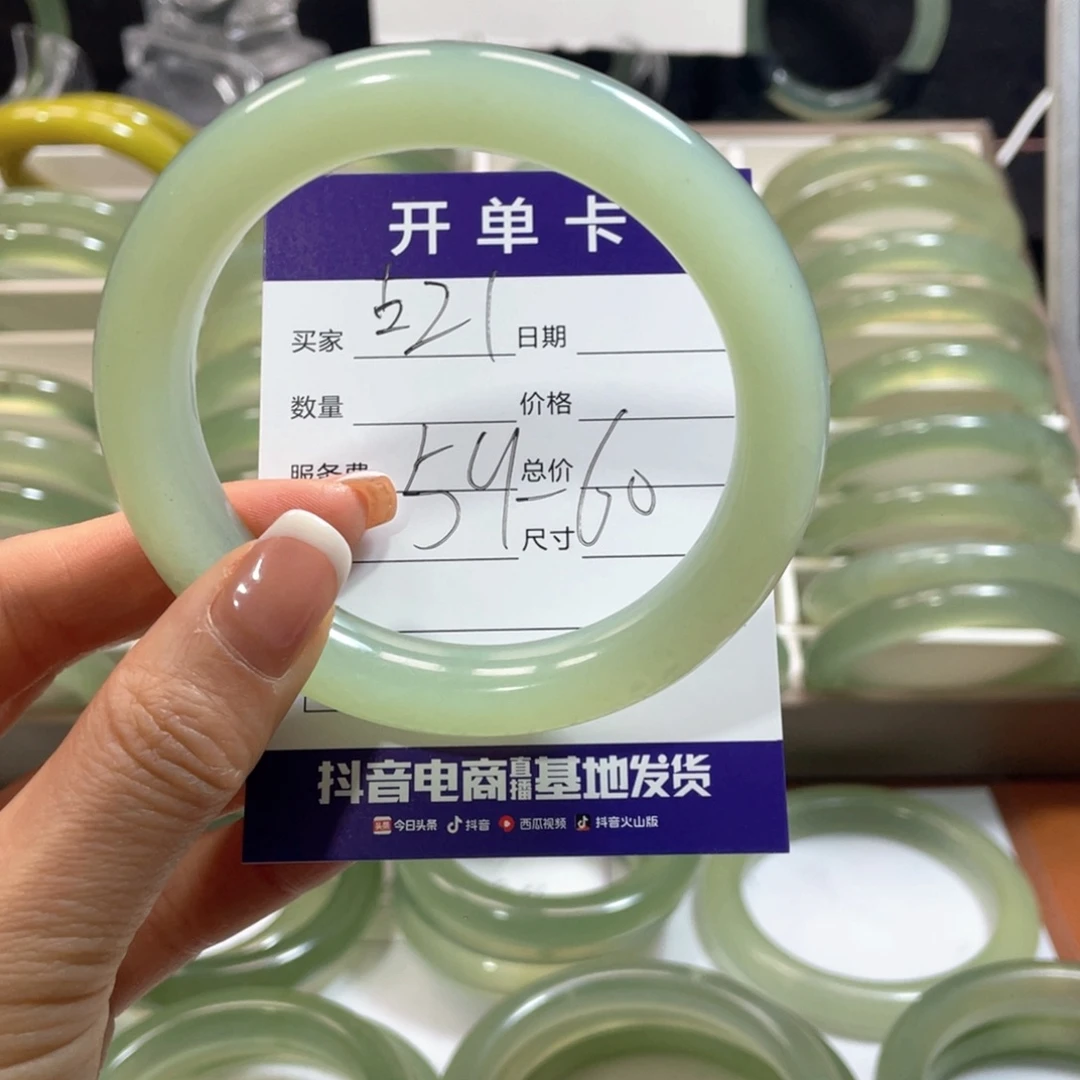 开单卡
521
买家 日期
数量 价格
服务费 54-60 总价
尺寸
抖音电商直播基地发货
头条 今日头条 抖音 西瓜视频 抖音火山版